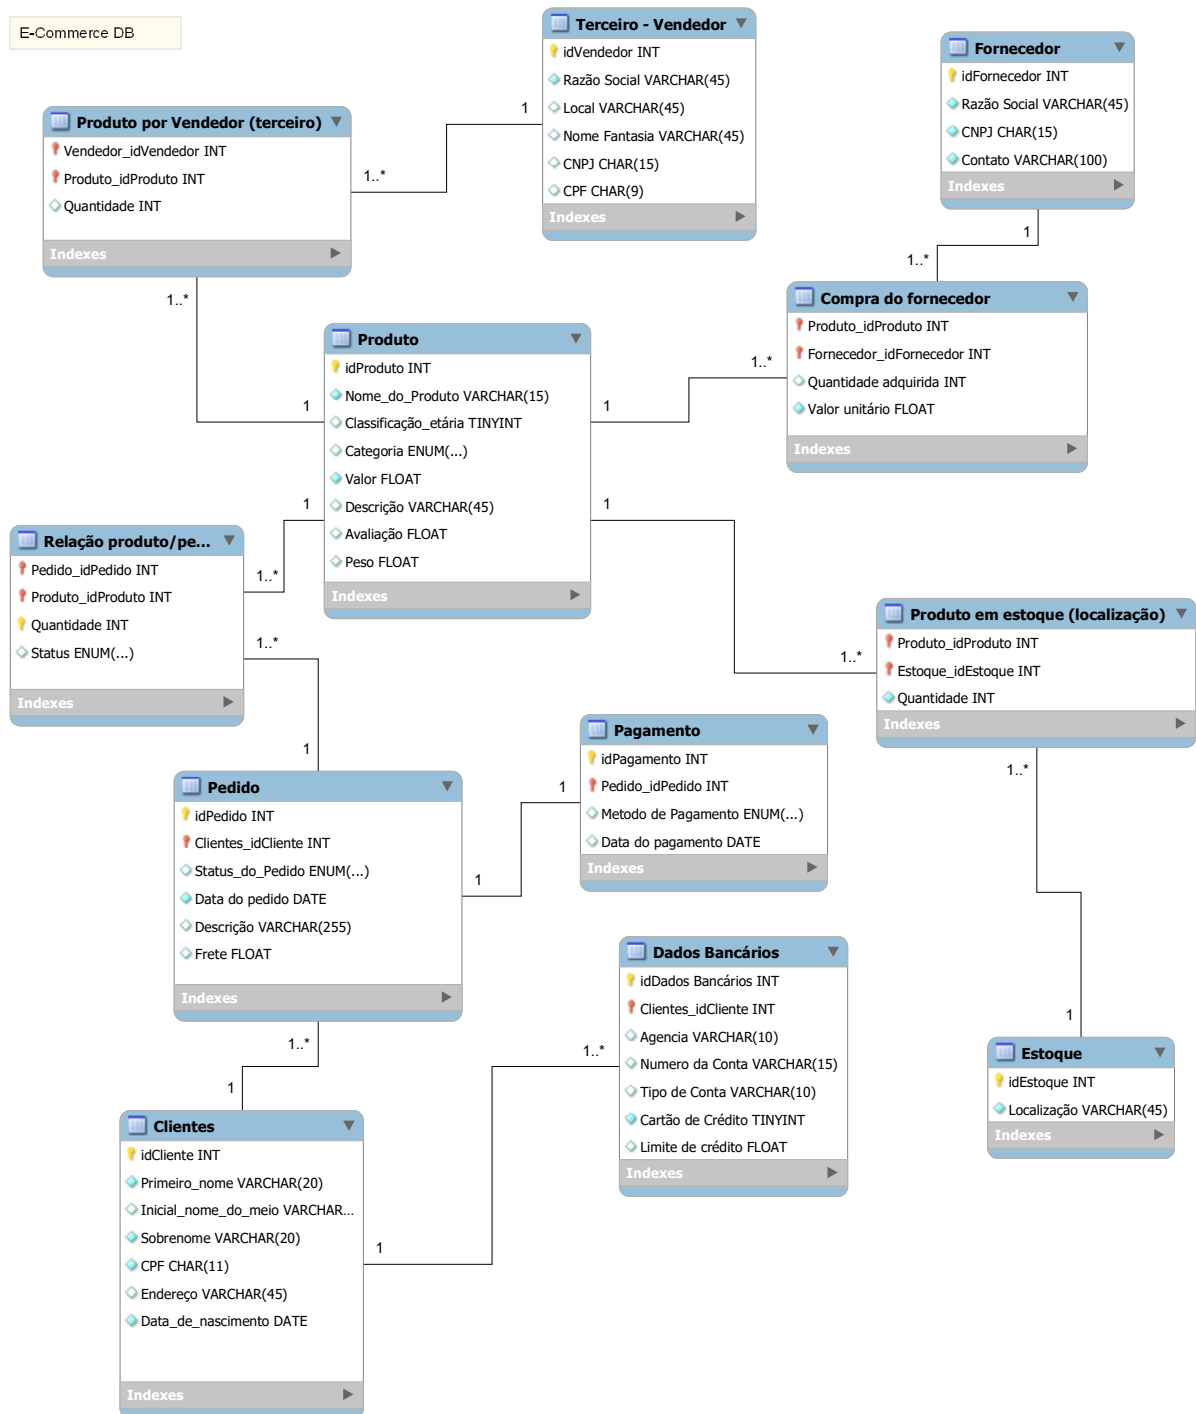 E-Commerce DB
Terceiro - Vendedor
idVendedor INT
Razão Social VARCHAR(45)
Local VARCHAR(45)
Nome Fantasia VARCHAR(45)
CNPJ CHAR(15)
CPF CHAR(9)
Indexes
Fornecedor
idFornecedor INT
Razão Social VARCHAR(45)
CNPJ CHAR(15)
Contato VARCHAR(100)
Indexes
Produto por Vendedor (terceiro)
Vendedor_idVendedor INT
Produto_idProduto INT
Quantidade INT
Indexes
1
1..*
1
1..*
1..*
1
Compra do fornecedor
Produto_idProduto INT
Fornecedor_idFornecedor INT
Quantidade adquirida INT
Valor unitário FLOAT
Indexes
Produto
idProduto INT
Nome_do_Produto VARCHAR(15)
Classificação_etária TINYINT
Categoria ENUM(...)
Valor FLOAT
Descrição VARCHAR(45)
Avaliação FLOAT
Peso FLOAT
Indexes
1..*
1
1
1
1..*
Relação produto/pe...
Pedido_idPedido INT
Produto_idProduto INT
Quantidade INT
Status ENUM(...)
Indexes
1..*
1
Produto em estoque (localização)
Produto_idProduto INT
Estoque_idEstoque INT
Quantidade INT
Indexes
1..*
1..*
1
Pagamento
idPagamento INT
Pedido_idPedido INT
Metodo de Pagamento ENUM(...)
Data do pagamento DATE
Indexes
1
1
Pedido
idPedido INT
Clientes_idCliente INT
Status_do_Pedido ENUM(...)
Data do pedido DATE
Descrição VARCHAR(255)
Frete FLOAT
Indexes
1..*
1
Dados Bancários
idDados Bancários INT
Clientes_idCliente INT
Agencia VARCHAR(10)
Numero da Conta VARCHAR(15)
Tipo de Conta VARCHAR(10)
Cartão de Crédito TINYINT
Limite de crédito FLOAT
Indexes
1..*
1
Estoque
idEstoque INT
Localização VARCHAR(45)
Indexes
Clientes
idCliente INT
Primeiro_nome VARCHAR(20)
Inicial_nome_do_meio VARCHAR...
Sobrenome VARCHAR(20)
CPF CHAR(11)
Endereço VARCHAR(45)
Data_de_nascimento DATE
Indexes